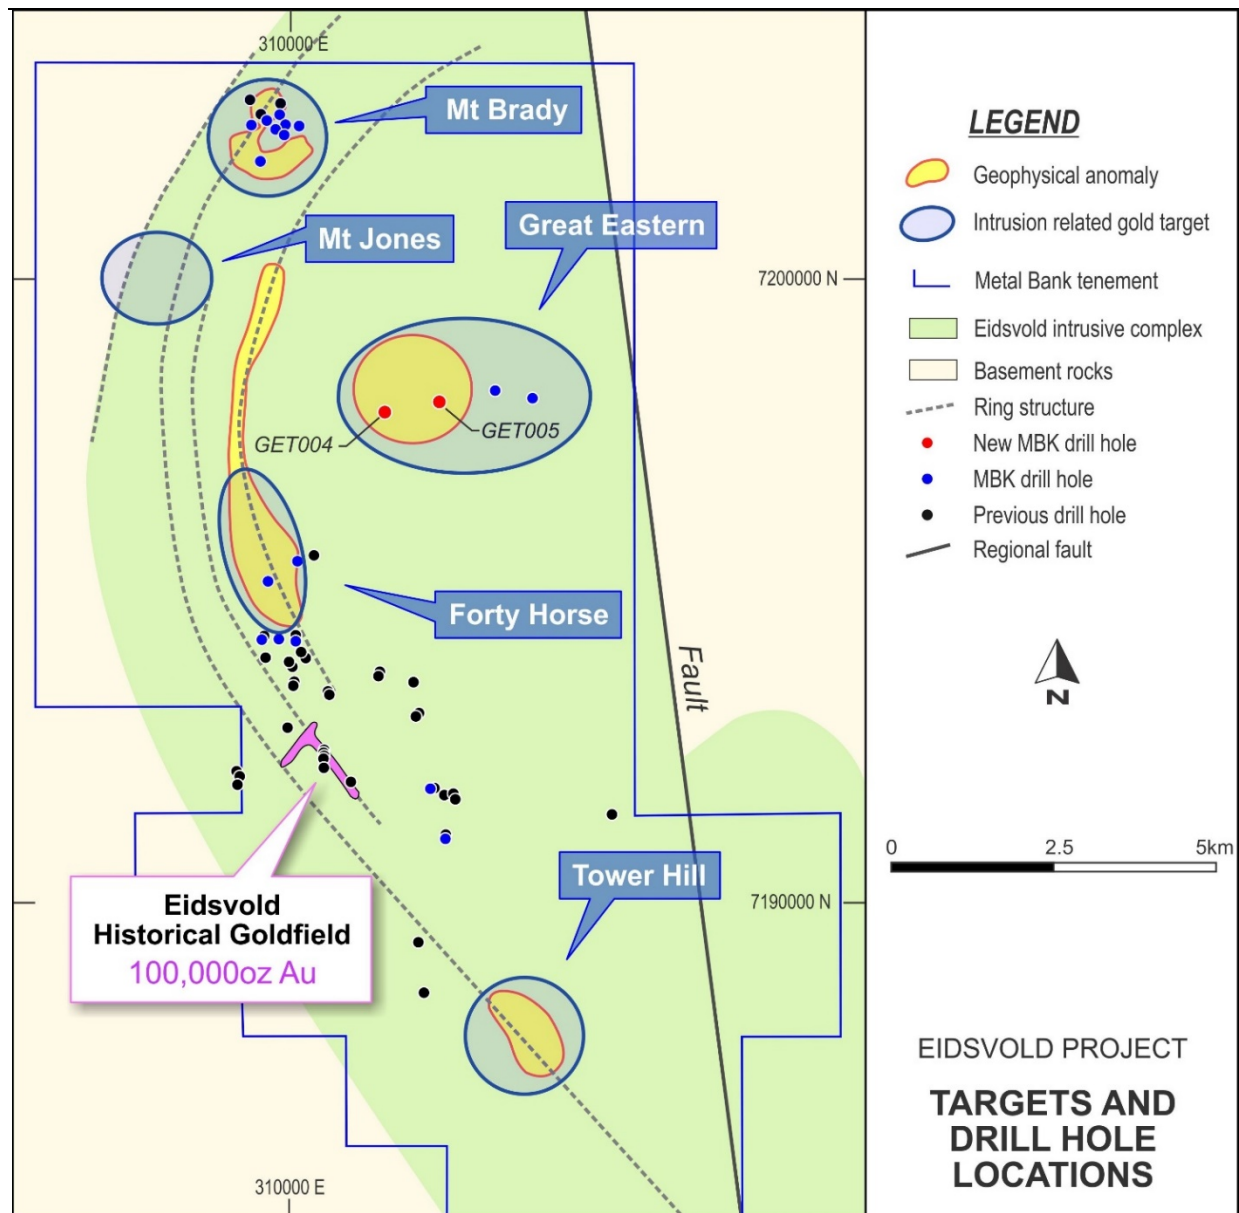 310000 E
Mt Brady
Mt Jones
Great Eastern
7200000 N
GET004
GET005
Forty Horse
Fault
Eidsvold
Historical Goldfield
100,000oz Au
Tower Hill
7190000 N
310000 E
LEGEND
Geophysical anomaly
Intrusion related gold target
Metal Bank tenement
Eidsvold intrusive complex
Basement rocks
Ring structure
New MBK drill hole
MBK drill hole
Previous drill hole
Regional fault
N
0 2.5 5km
EIDSVOLD PROJECT
TARGETS AND
DRILL HOLE
LOCATIONS